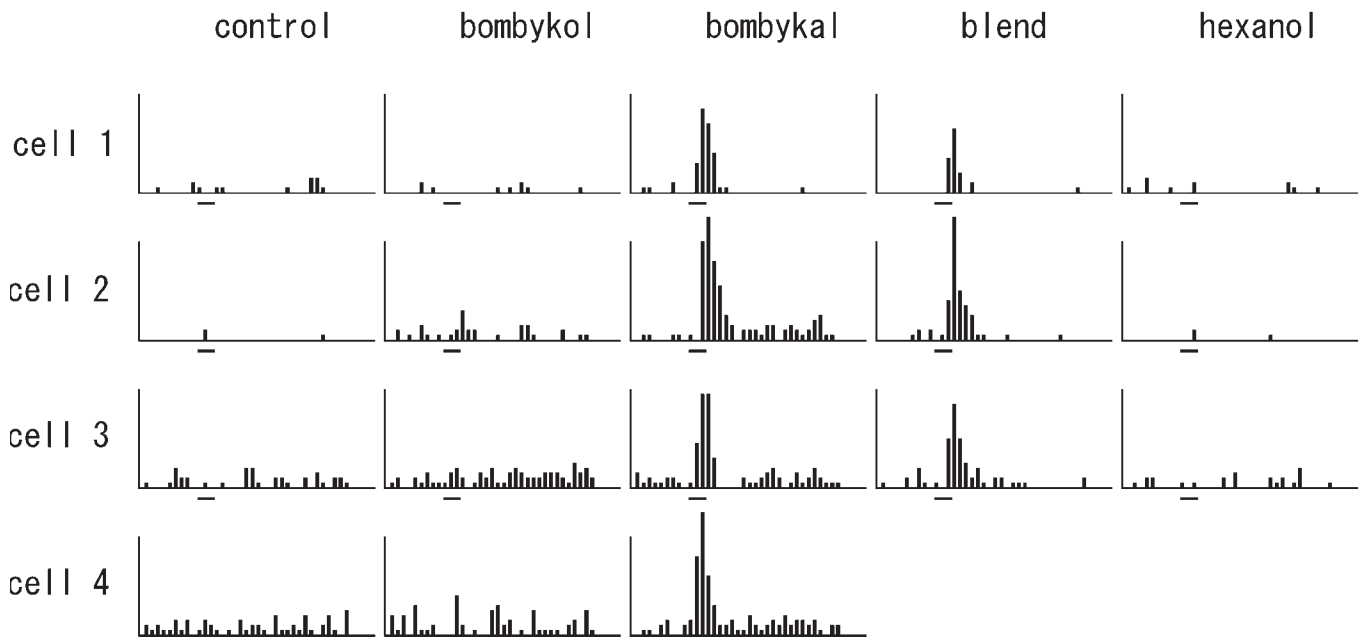 control bombykol bombykal blend hexanol
cell 1
cell 2
cell 3
cell 4